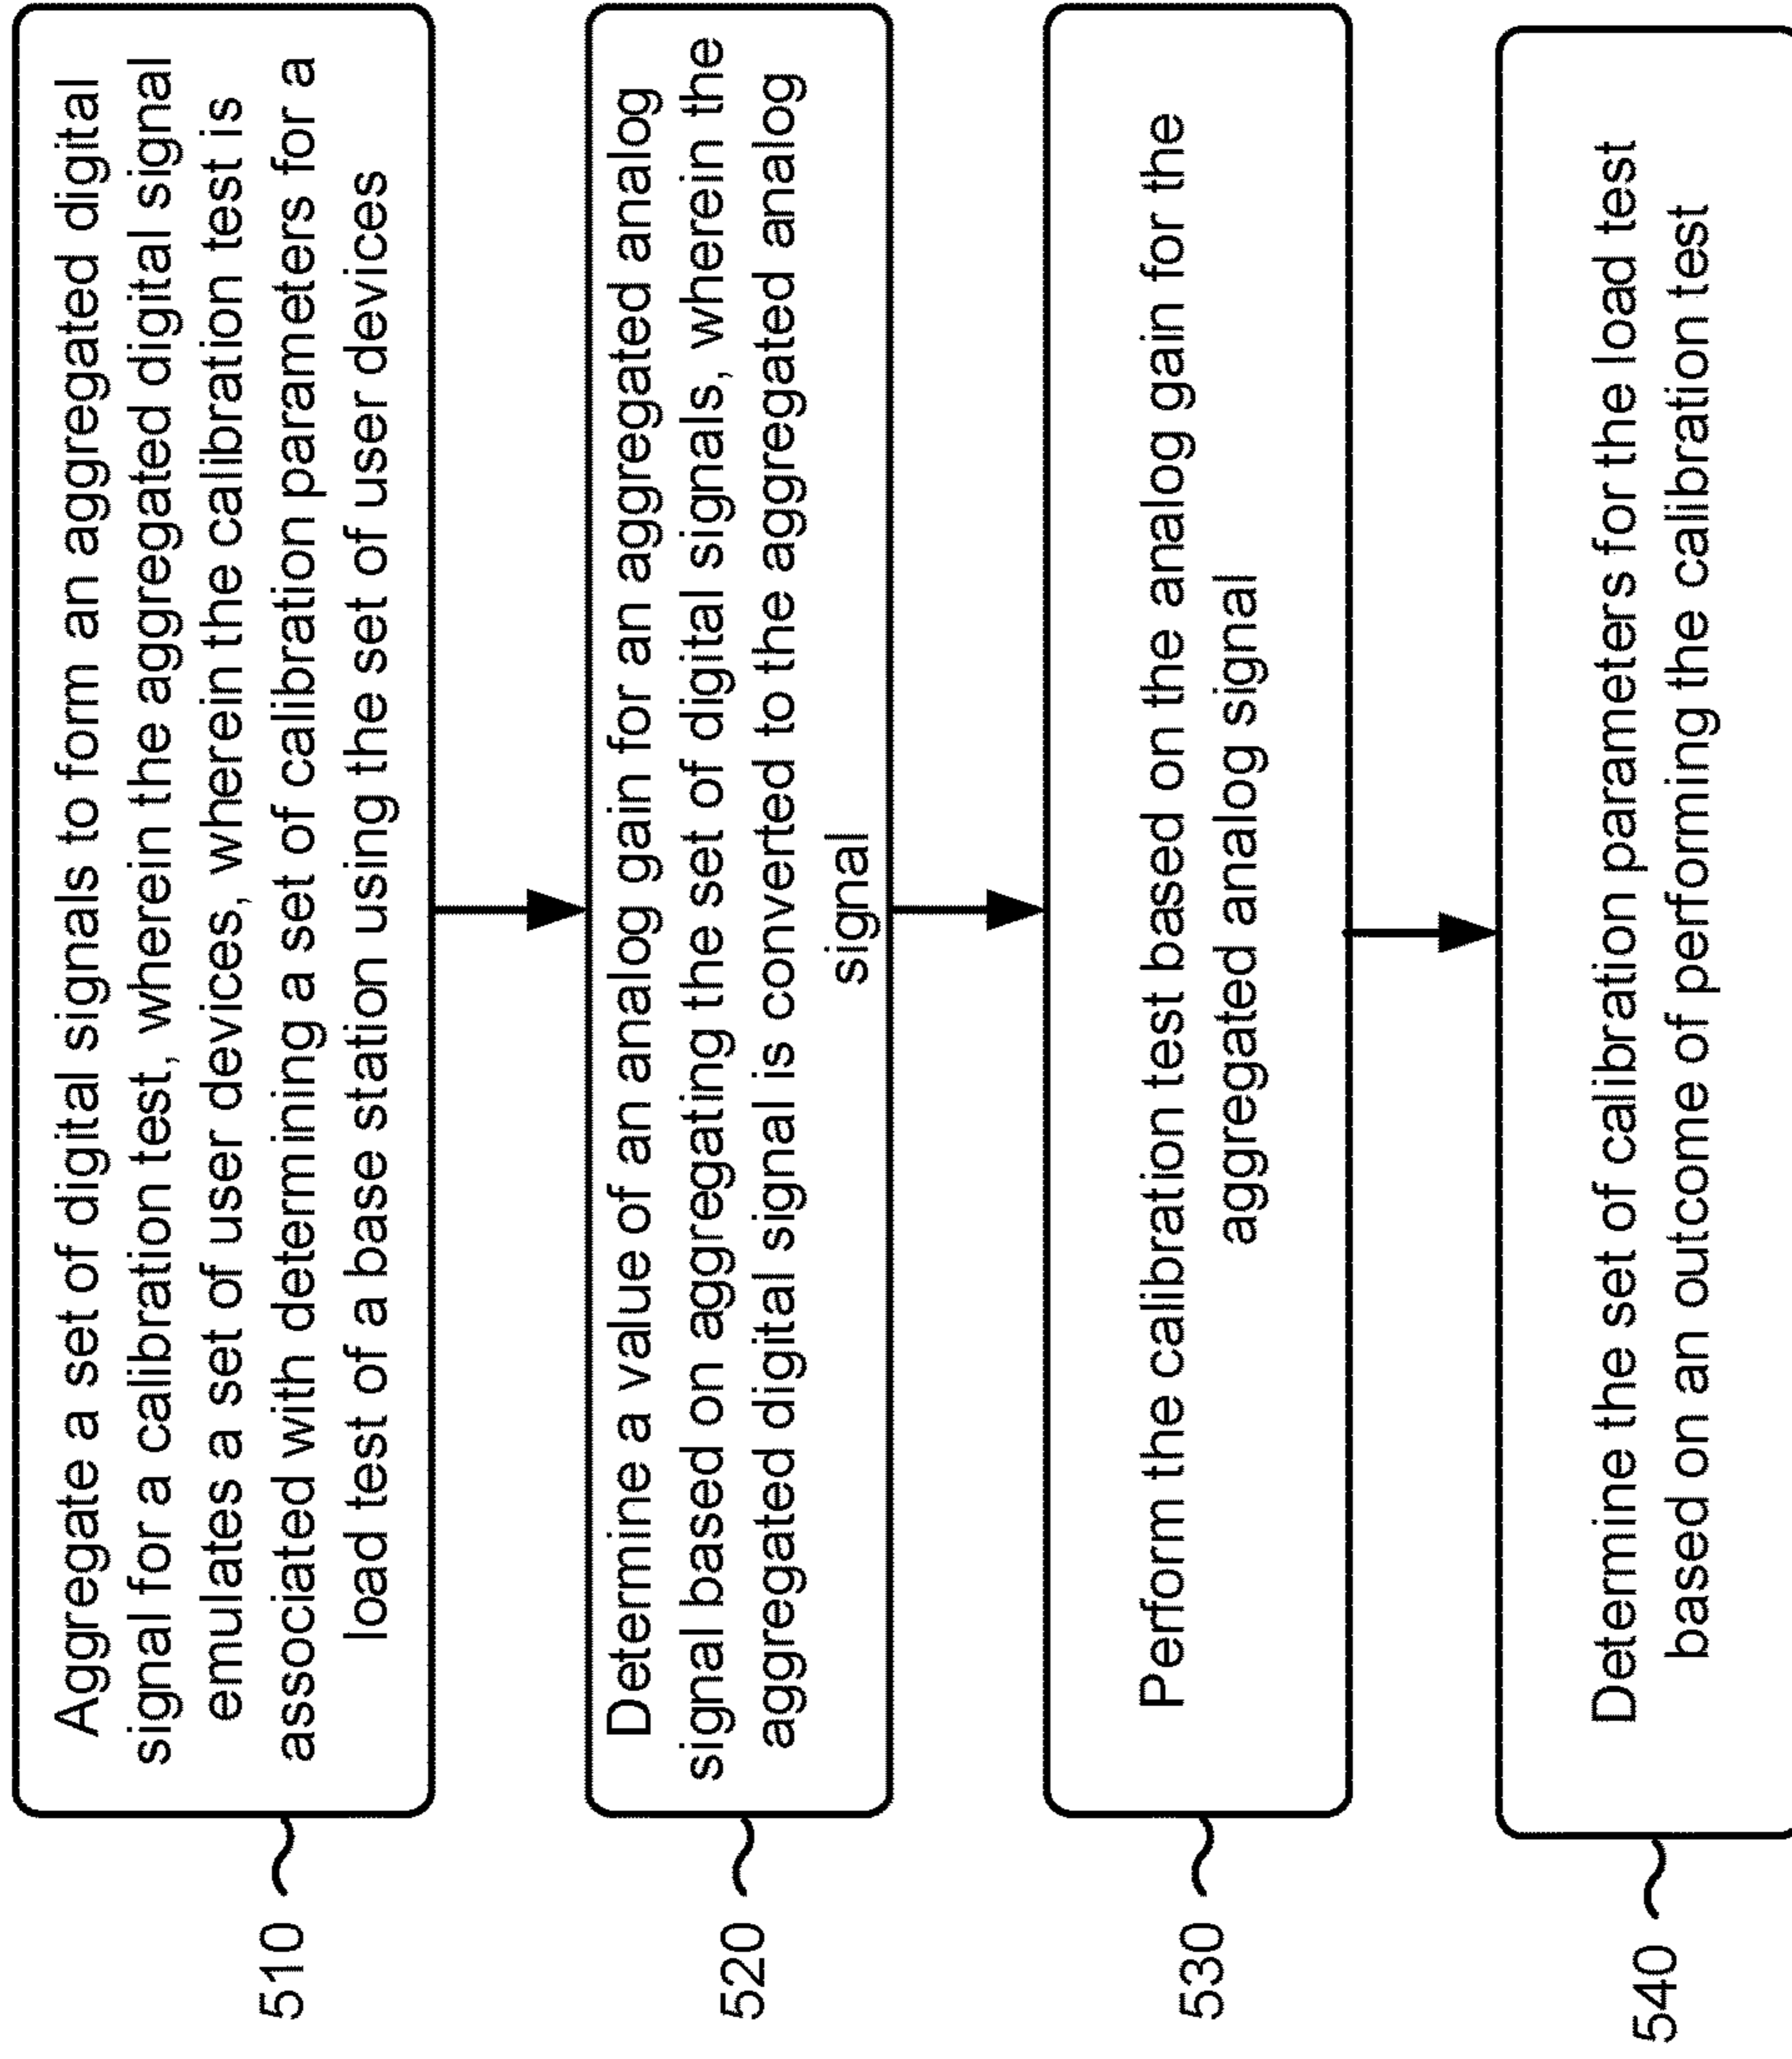 510
Aggregate a set of digital signals to form an aggregated digital
signal for a calibration test, wherein the aggregated digital signal
emulates a set of user devices, wherein the calibration test is
associated with determining a set of calibration parameters for a
load test of a base station using the set of user devices
520
Determine a value of an analog gain for an aggregated analog
signal based on aggregating the set of digital signals, wherein the
aggregated digital signal is converted to the aggregated analog
signal
530
Perform the calibration test based on the analog gain for the
aggregated analog signal
540
Determine the set of calibration parameters for the load test
based on an outcome of performing the calibration test